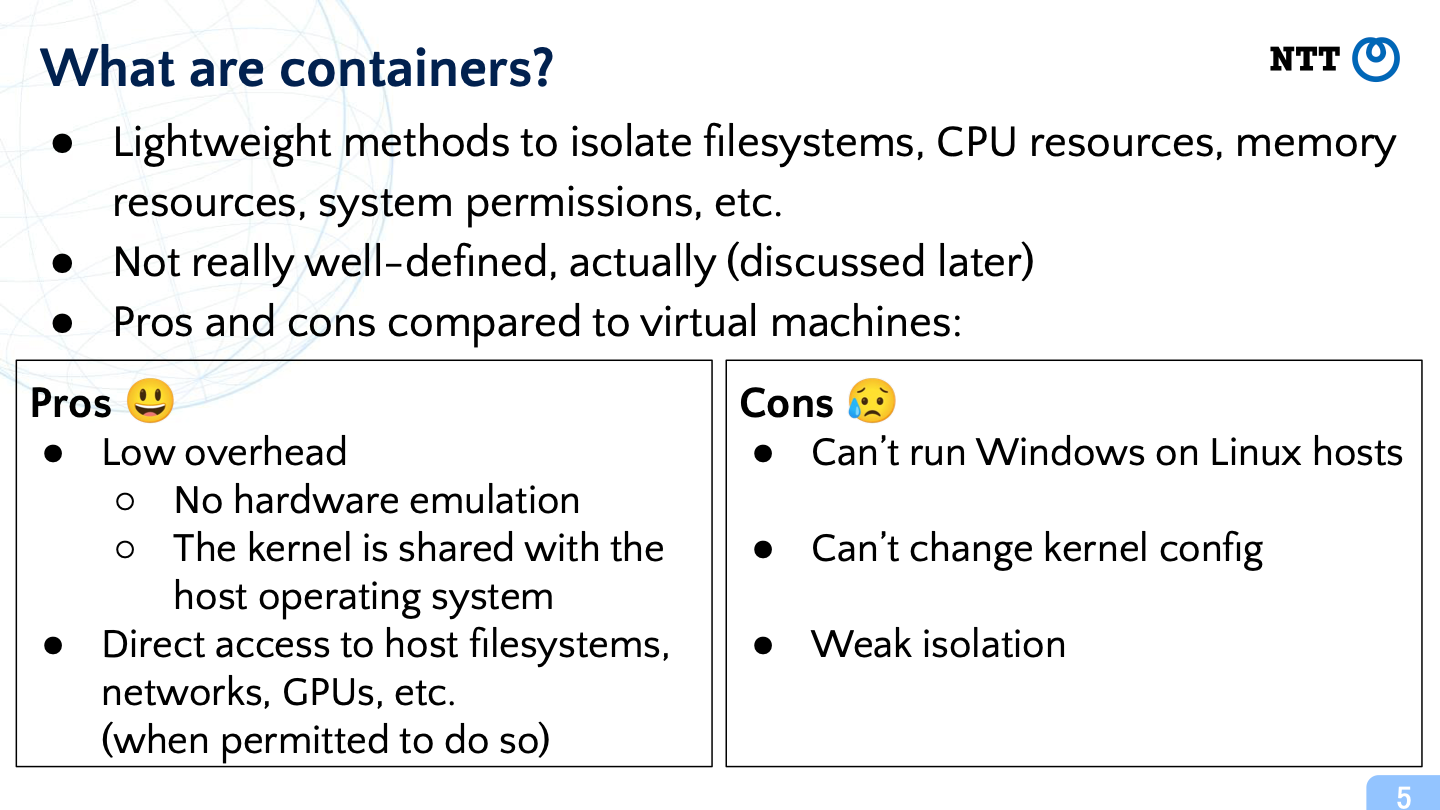 What are containers?
NTT
● Lightweight methods to isolate filesystems, CPU resources, memory
resources, system permissions, etc.
● Not really well-defined, actually (discussed later)
● Pros and cons compared to virtual machines:
Pros 😃
● Low overhead
○ No hardware emulation
○ The kernel is shared with the
host operating system
● Direct access to host filesystems,
networks, GPUs, etc.
(when permitted to do so)
Cons 😥
● Can’t run Windows on Linux hosts
● Can’t change kernel config
● Weak isolation
5